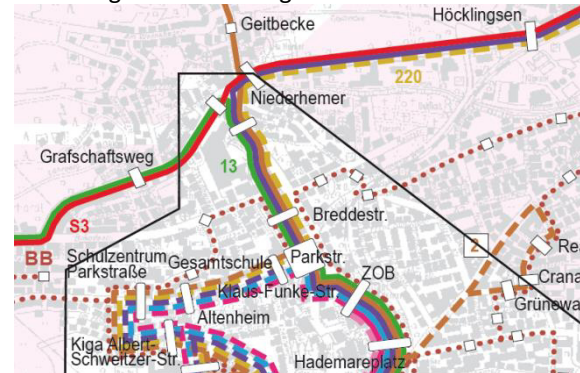 Geitbecke
Höcklingsen
220
Niederhemer
Grafschaftsweg
13
S3
Breddestr.
BB
Schulzentrum
Parkstraße
Gesamtschule
Parkstr.
ZOB
2
Klaus-Funke-Str.
Altenheim
Kiga Albert-
Schweitzer-Str.
Hademareplatz